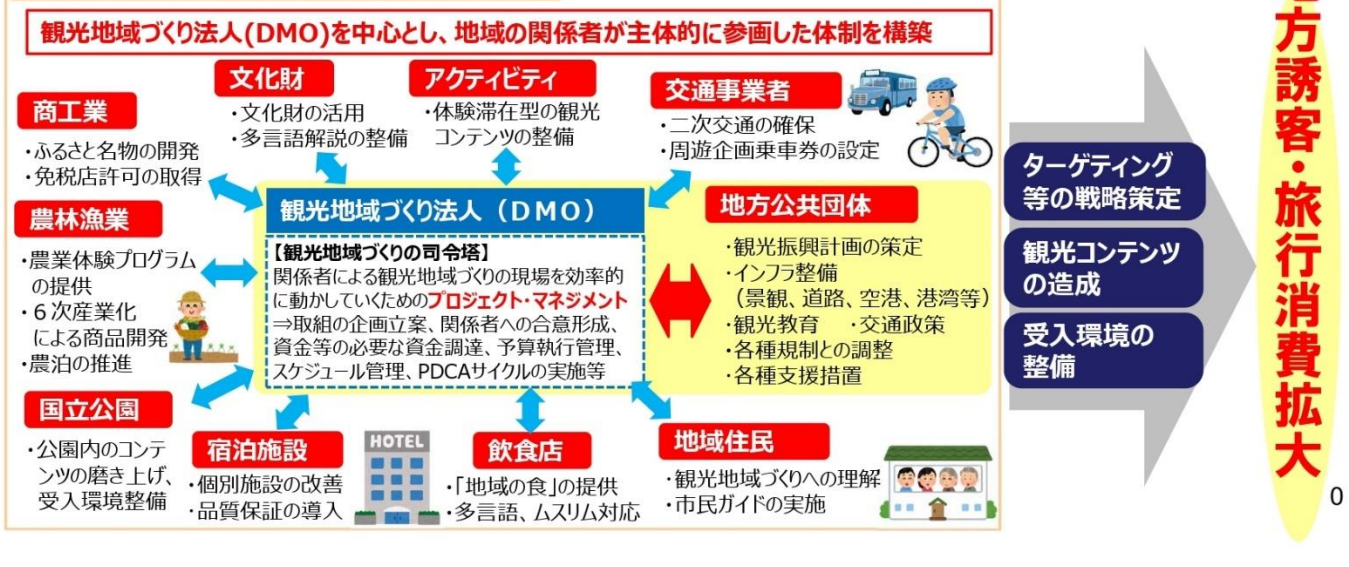 観光地域づくり法人(DMO)を中心とし、地域の関係者が主体的に参画した体制を構築
商工業
・ふるさと名物の開発
・免税店許可の取得
文化財
・文化財の活用
・多言語解説の整備
アクティビティ
・体験滞在型の観光
コンテンツの整備
交通事業者
・二次交通の確保
・周遊企画乗車券の設定
農林漁業
・農業体験プログラム
の提供
・６次産業化
による商品開発
・農泊の推進
観光地域づくり法人（ＤＭＯ）
【観光地域づくりの司令塔】
関係者による観光地域づくりの現場を効率的
に動かしていくためのプロジェクト・マネジメント
⇒取組の企画立案、関係者への合意形成、
資金等の必要な資金調達、予算執行管理、
スケジュール管理、PDCAサイクルの実施等
地方公共団体
・観光振興計画の策定
・インフラ整備
（景観、道路、空港、港湾等）
・観光教育　・交通政策
・各種規制との調整
・各種支援措置
国立公園
・公園内のコンテ
ンツの磨き上げ、
受入環境整備
宿泊施設
・個別施設の改善
・品質保証の導入
HOTEL
飲食店
・「地域の食」の提供
・多言語、ムスリム対応
地域住民
・観光地域づくりへの理解
・市民ガイドの実施
ターゲティング
等の戦略策定
観光コンテンツ
の造成
受入環境の
整備
方誘客・旅行消費拡大
0